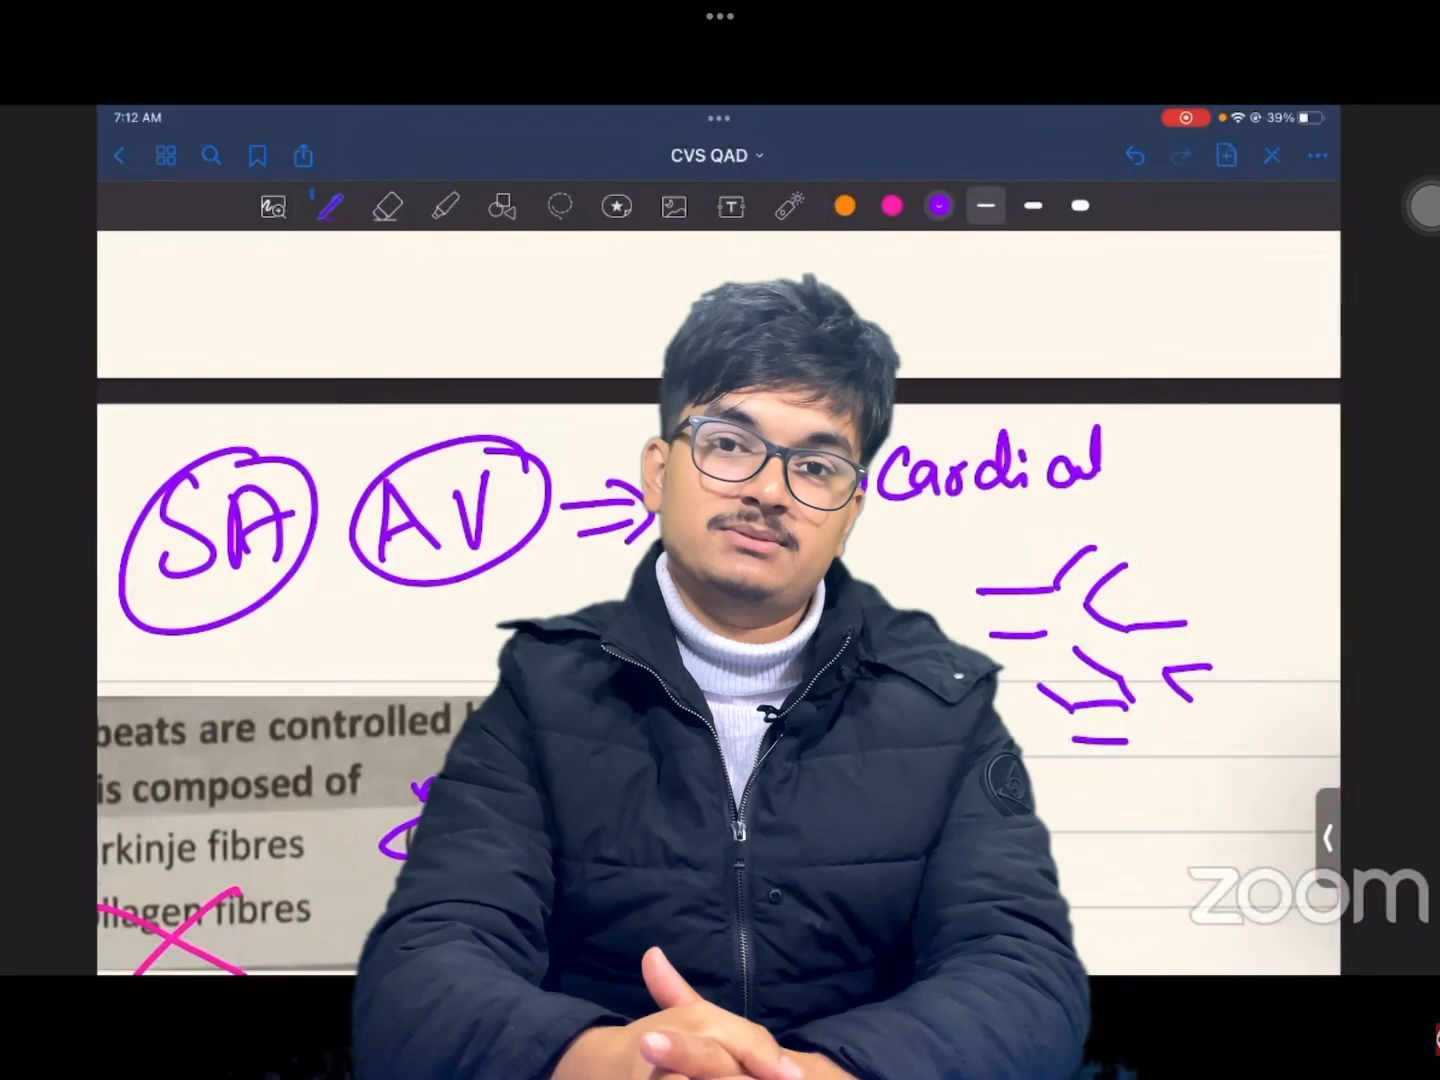 7:12 AM
39%
CVS QAD
T
SA AV ⇒ cardial
beats are controlled
is composed of
rkinje fibres
llagen fibres
zoom